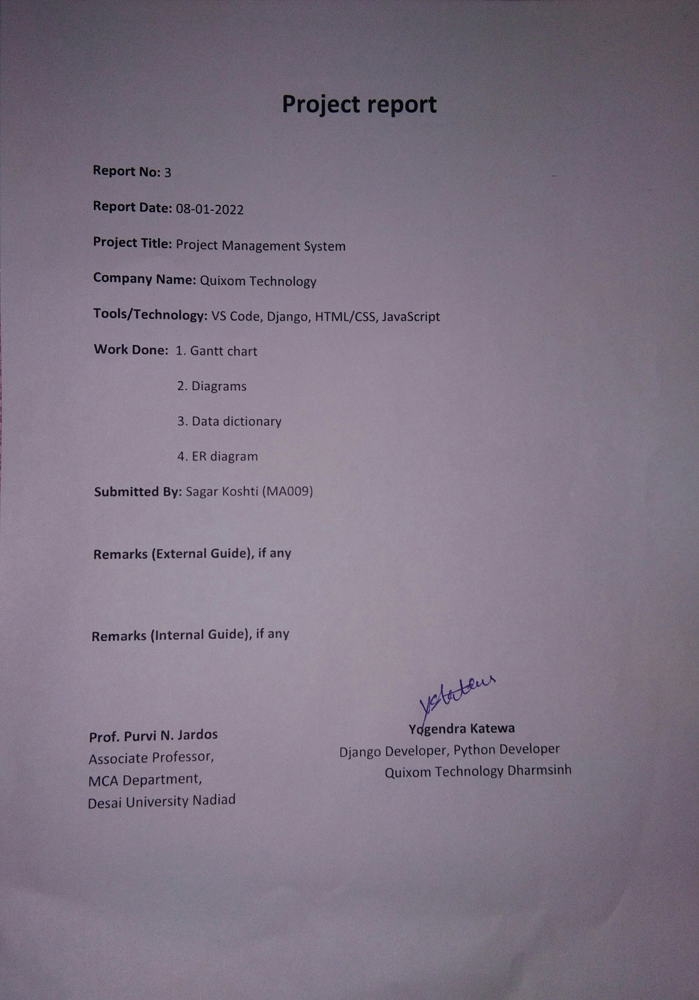 Project report
Report No: 3
Report Date: 08-01-2022
Project Title: Project Management System
Company Name: Quixom Technology
Tools/Technology: VS Code, Django, HTML/CSS, JavaScript
Work Done: 1. Gantt chart
2. Diagrams
3. Data dictionary
4. ER diagram
Submitted By: Sagar Koshti (MA009)
Remarks (External Guide), if any
Remarks (Internal Guide), if any
Prof. Purvi N. Jardos
Associate Professor,
MCA Department,
Desai University Nadiad
Yogendra Katewa
Django Developer, Python Developer
Quixom Technology Dharmsinh